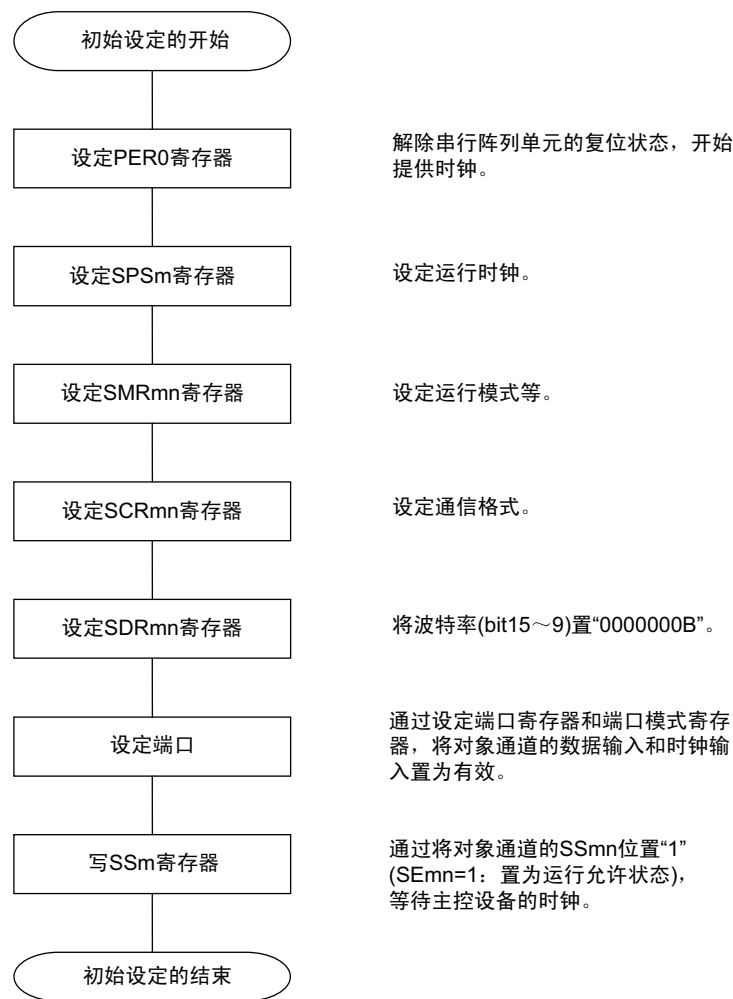 初始设定的开始
设定PER0寄存器
解除串行阵列单元的复位状态，开始
提供时钟。
设定SPSm寄存器
设定运行时钟。
设定SMRmn寄存器
设定运行模式等。
设定SCRmn寄存器
设定通信格式。
设定SDRmn寄存器
将波特率(bit15～9)置“0000000B”。
设定端口
通过设定端口寄存器和端口模式寄存
器，将对象通道的数据输入和时钟输
入置为有效。
写SSm寄存器
通过将对象通道的SSmn位置“1”
(SEmn=1：置为运行允许状态)，
等待主控设备的时钟。
初始设定的结束